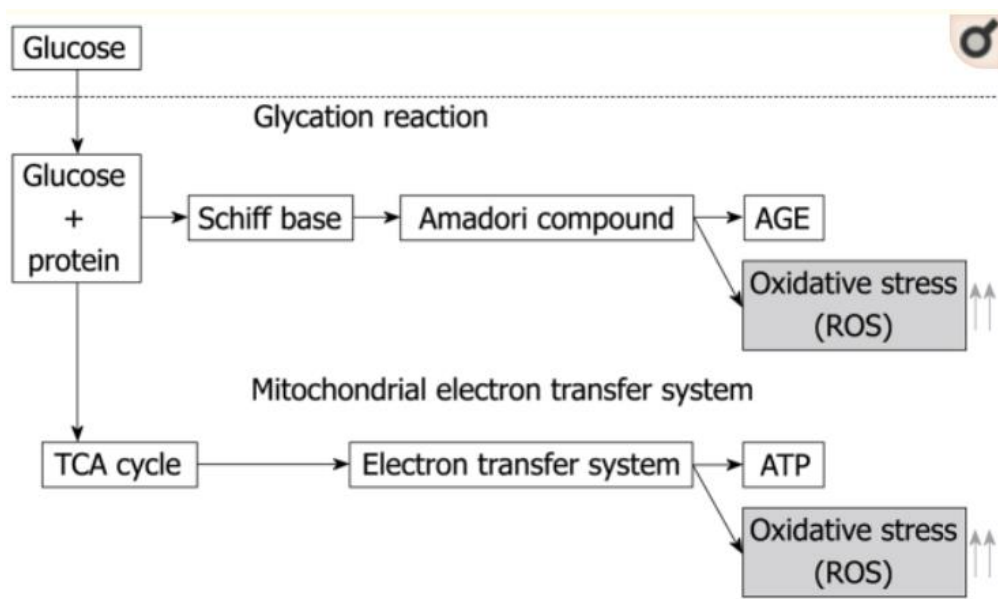 Glucose
Glycation reaction
Glucose
+
protein
Schiff base
Amadori compound
AGE
Oxidative stress
(ROS)
Mitochondrial electron transfer system
TCA cycle
Electron transfer system
ATP
Oxidative stress
(ROS)